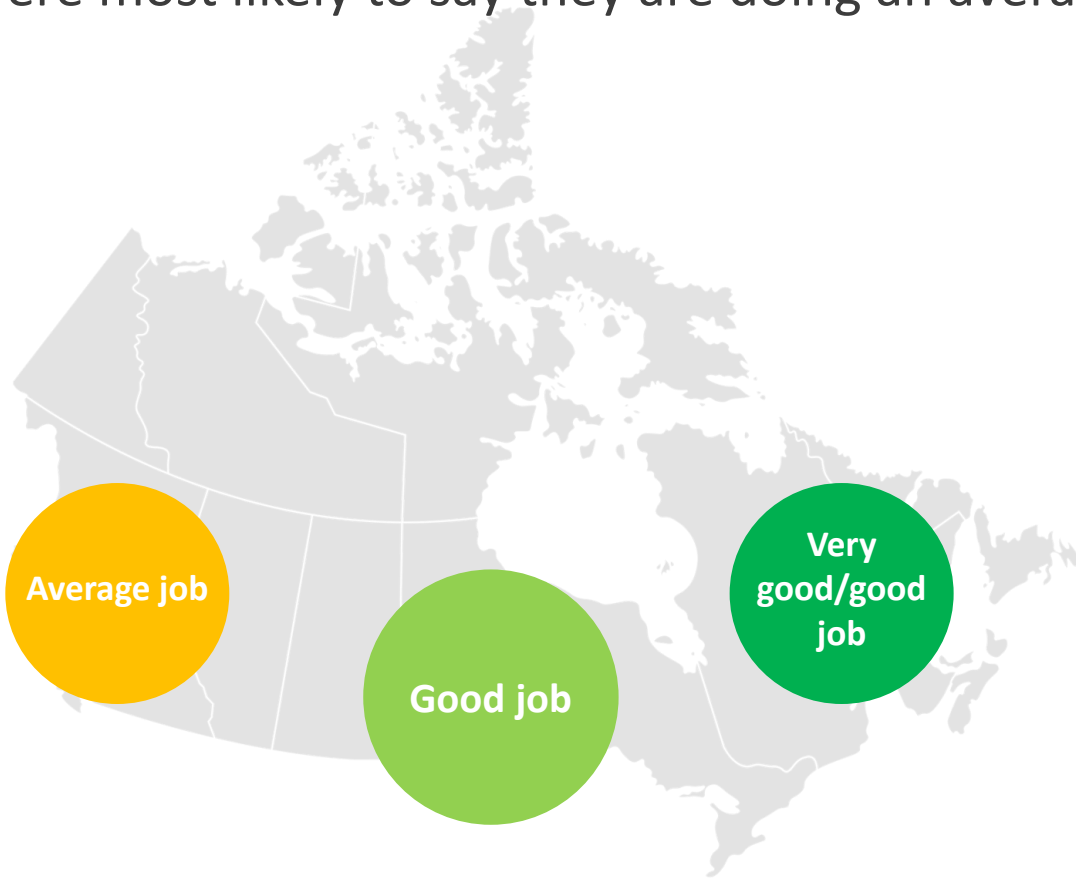 most likely to say they are doing an
Average job
Good job
Very
good/good
job